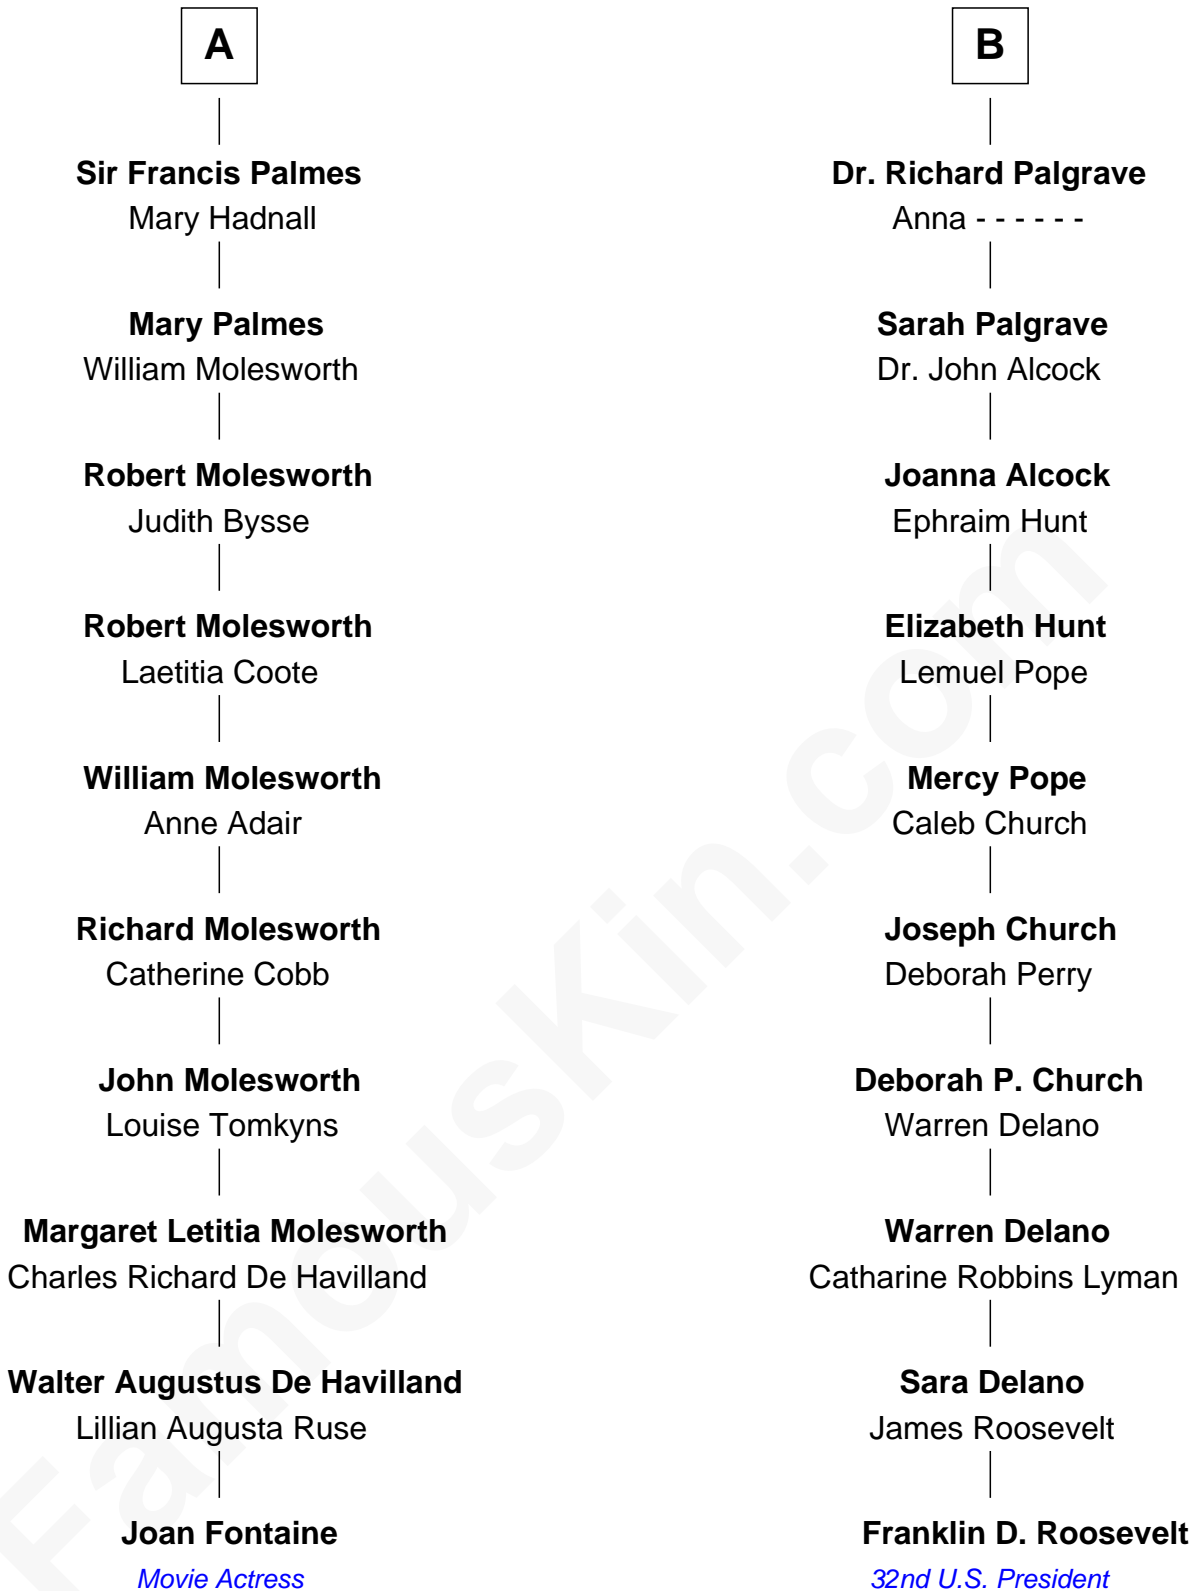 A
Sir Francis Palmes
Mary Hadnall
Mary Palmes
William Molesworth
Robert Molesworth
Judith Bysse
Robert Molesworth
Laetitia Coote
William Molesworth
Anne Adair
Richard Molesworth
Catherine Cobb
John Molesworth
Louise Tomkyns
Margaret Letitia Molesworth
Charles Richard De Havilland
Walter Augustus De Havilland
Lillian Augusta Ruse
Joan Fontaine
Movie Actress
B
Dr. Richard Palgrave
Anna - - - - - -
Sarah Palgrave
Dr. John Alcock
Joanna Alcock
Ephraim Hunt
Elizabeth Hunt
Lemuel Pope
Mercy Pope
Caleb Church
Joseph Church
Deborah Perry
Deborah P. Church
Warren Delano
Warren Delano
Catharine Robbins Lyman
Sara Delano
James Roosevelt
Franklin D. Roosevelt
32nd U.S. President
FamousKin.com